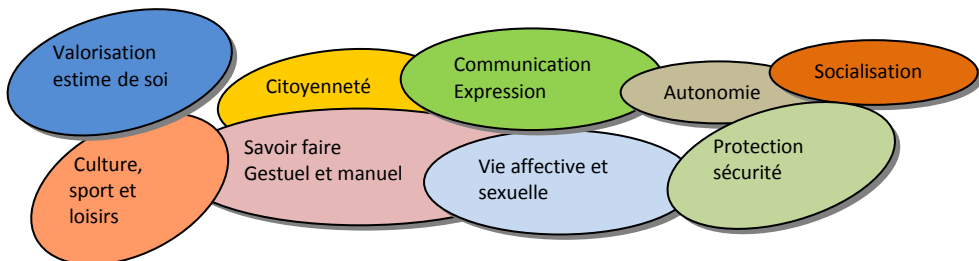 Valorisation
estime de soi
Citoyenneté
Communication
Expression
Autonomie
Socialisation
Culture,
sport et
loisirs
Savoir faire
Gestuel et manuel
Vie affective et
sexuelle
Protection
sécurité